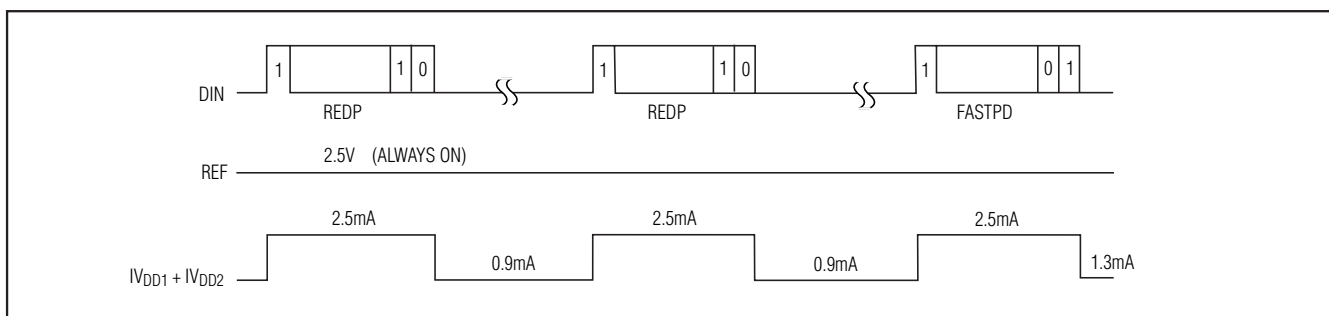 1 1 0 1 1 0 1 0 1
DIN
REDP REDP FASTPD
2.5V (ALWAYS ON)
REF
2.5mA 2.5mA 2.5mA
0.9mA 0.9mA 1.3mA
IVDD1 + IVDD2